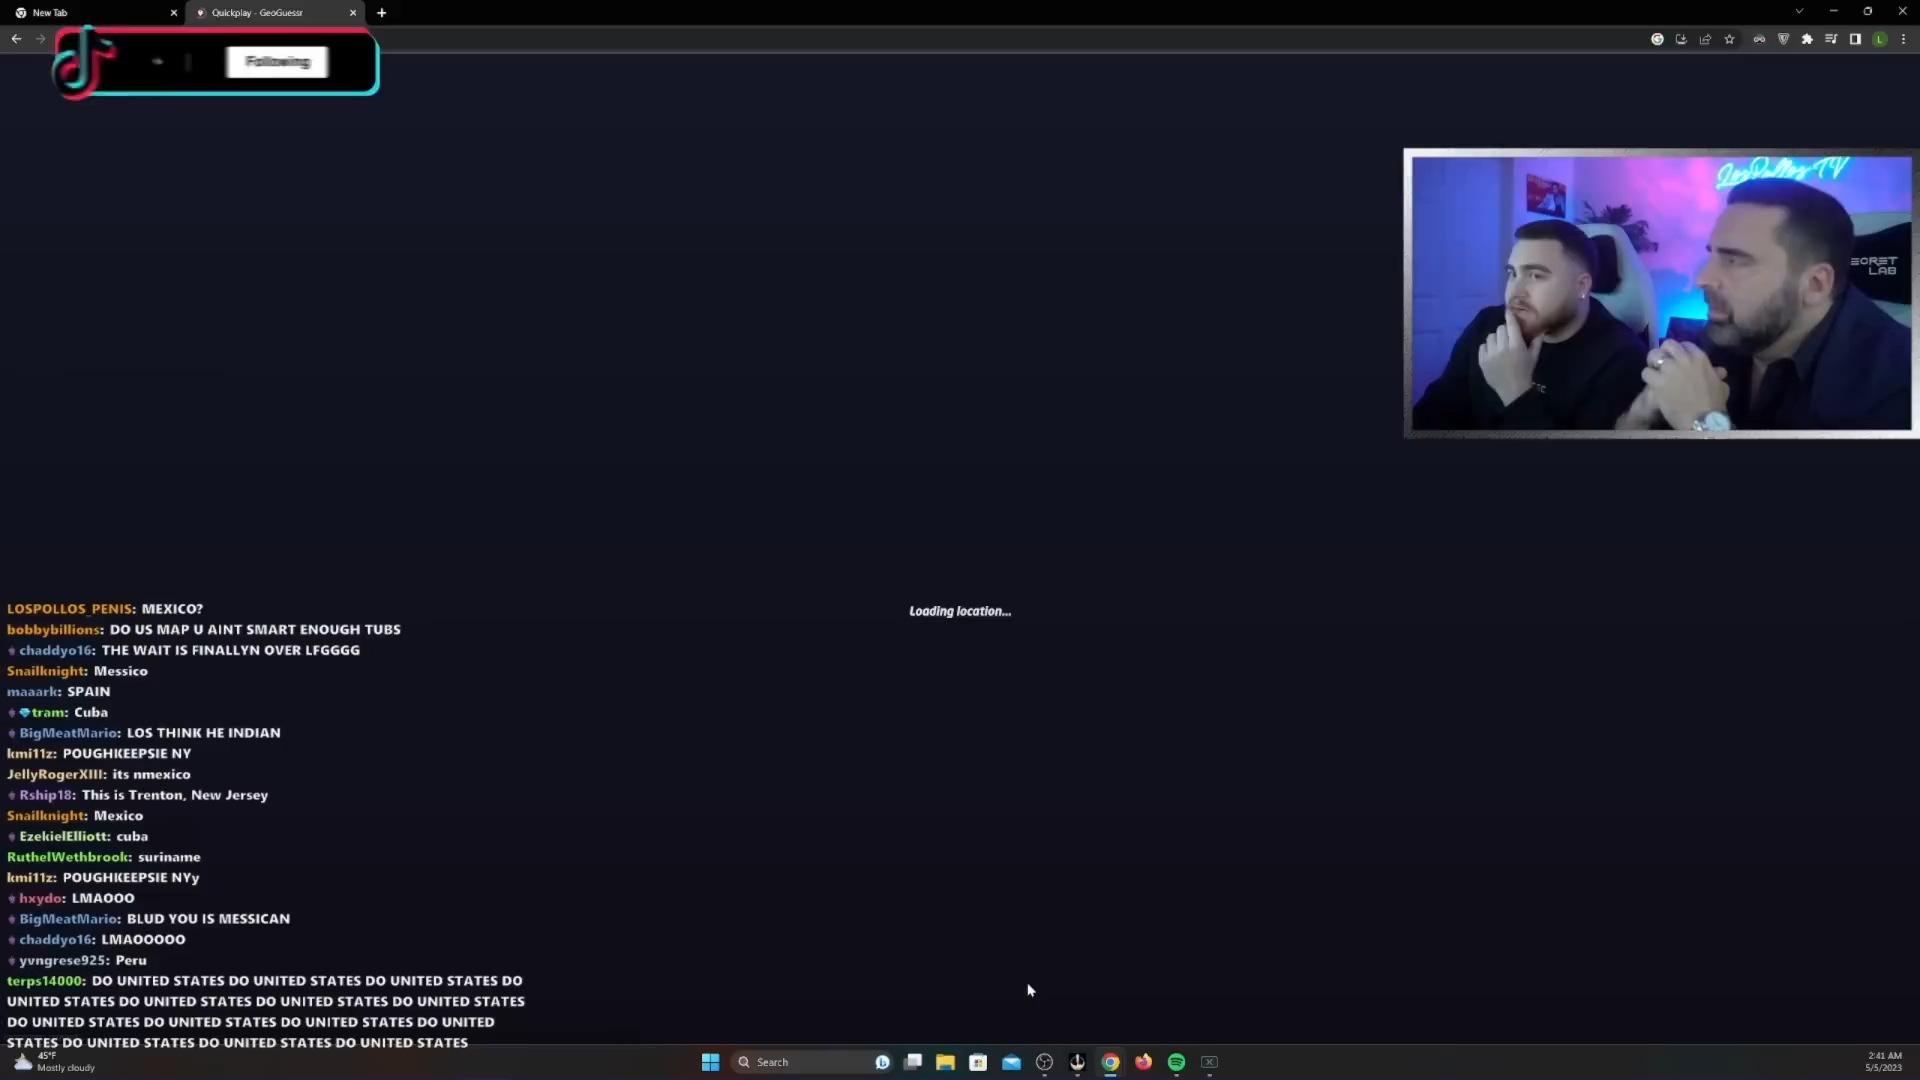 New Tab
Quickplay - GeoGuessr
Following
LosPollos TV
SECRET
LAB
Loading location...
LOSPOLLOS_PENIS: MEXICO?
bobbybillions: DO US MAP U AINT SMART ENOUGH TUBS
chaddyo16: THE WAIT IS FINALLYN OVER LFGGGG
Snailknight: Messico
maaark: SPAIN
tram: Cuba
BigMeatMario: LOS THINK HE INDIAN
kmi11z: POUGHKEEPSIE NY
JellyRogerXIII: its nmexico
Rship18: This is Trenton, New Jersey
Snailknight: Mexico
EzekielElliott: cuba
RuthelWethbrook: suriname
kmi11z: POUGHKEEPSIE NYy
hxydo: LMAOOO
BigMeatMario: BLUD YOU IS MESSICAN
chaddyo16: LMAOOOOO
yvngrese925: Peru
terps14000: DO UNITED STATES DO UNITED STATES DO UNITED STATES DO
UNITED STATES DO UNITED STATES DO UNITED STATES DO UNITED STATES
DO UNITED STATES DO UNITED STATES DO UNITED STATES DO UNITED
STATES DO UNITED STATES DO UNITED STATES DO UNITED STATES
45°F
Mostly cloudy
Search
2:41 AM
5/5/2023